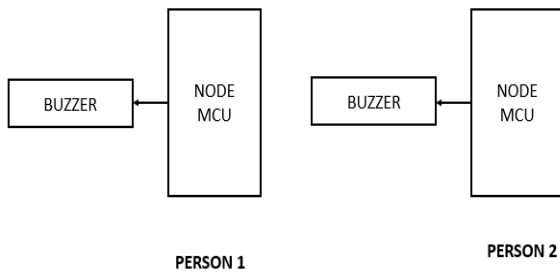 BUZZER
NODE
MCU
BUZZER
NODE
MCU
PERSON 1
PERSON 2